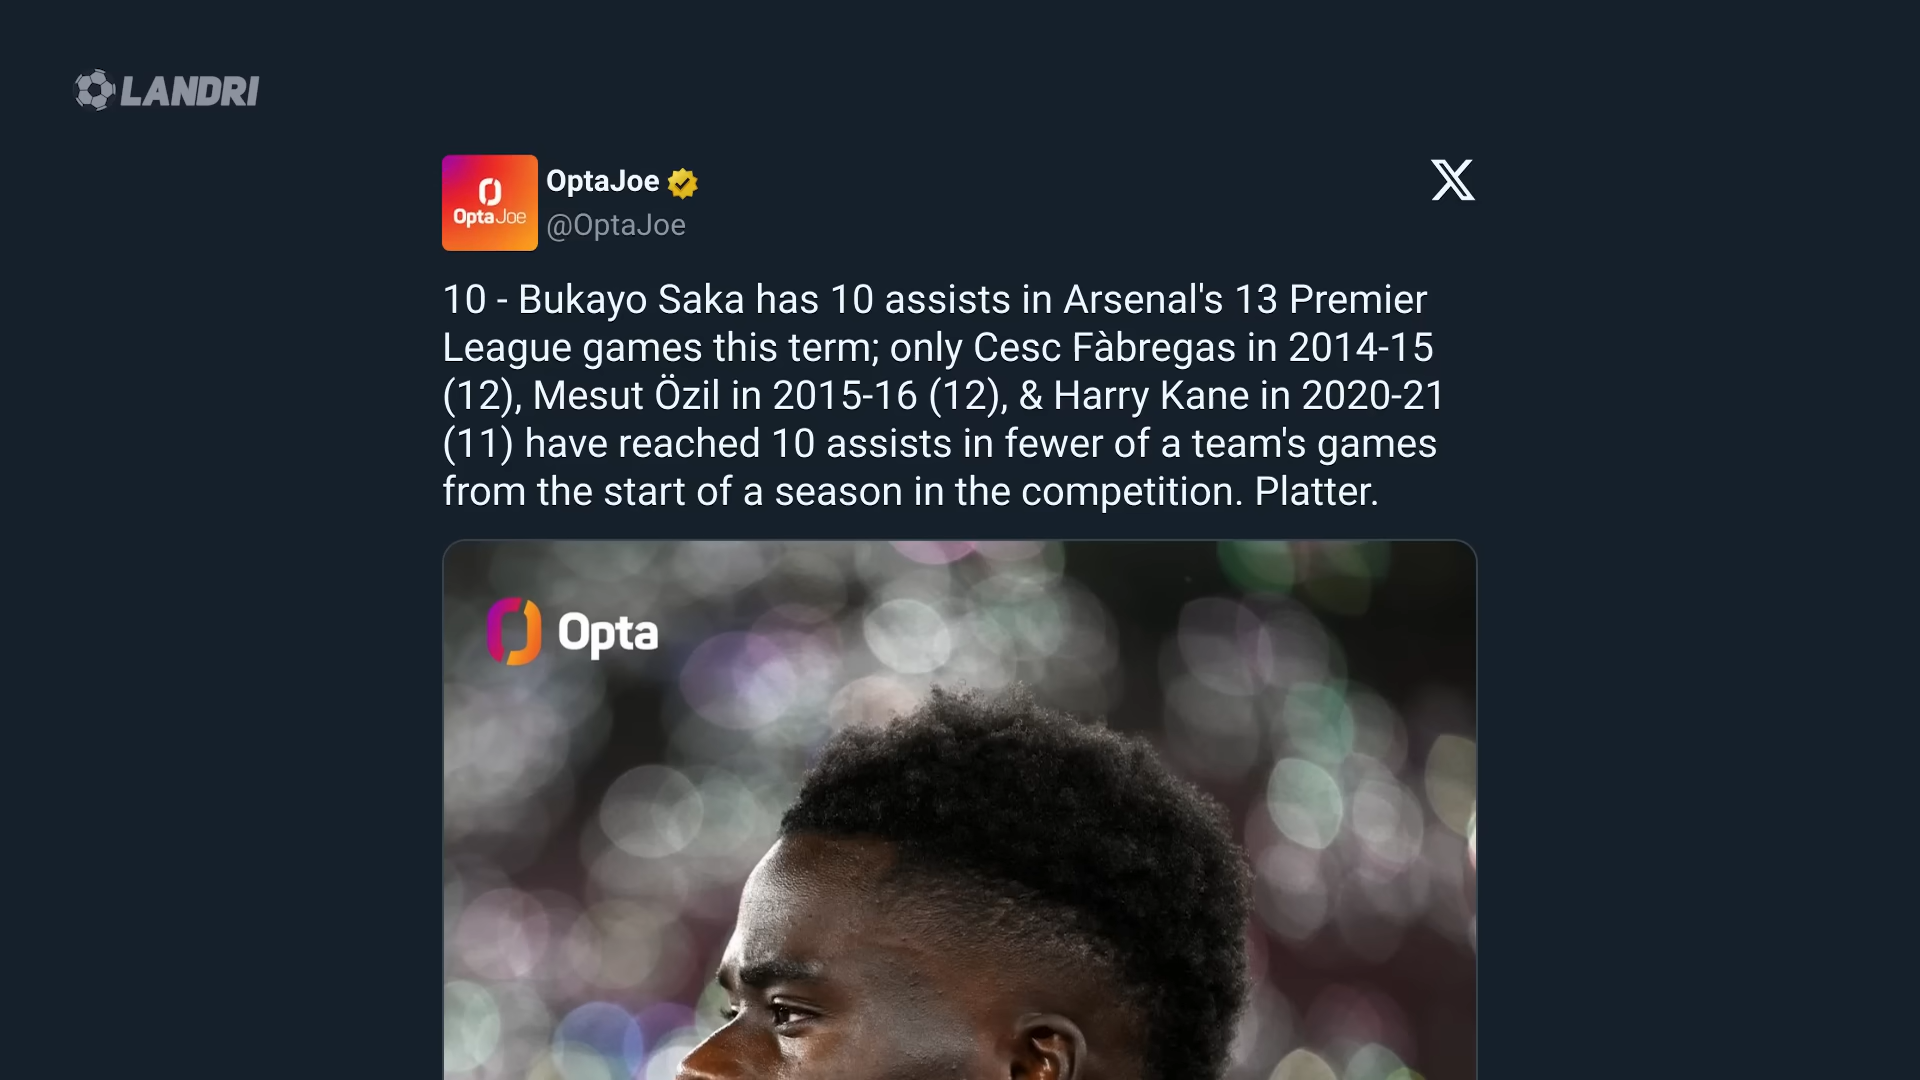 LANDRI
OptaJoe
@OptaJoe
Opta Joe
10 - Bukayo Saka has 10 assists in Arsenal's 13 Premier
League games this term; only Cesc Fàbregas in 2014-15
(12), Mesut Özil in 2015-16 (12), & Harry Kane in 2020-21
(11) have reached 10 assists in fewer of a team's games
from the start of a season in the competition. Platter.
Opta